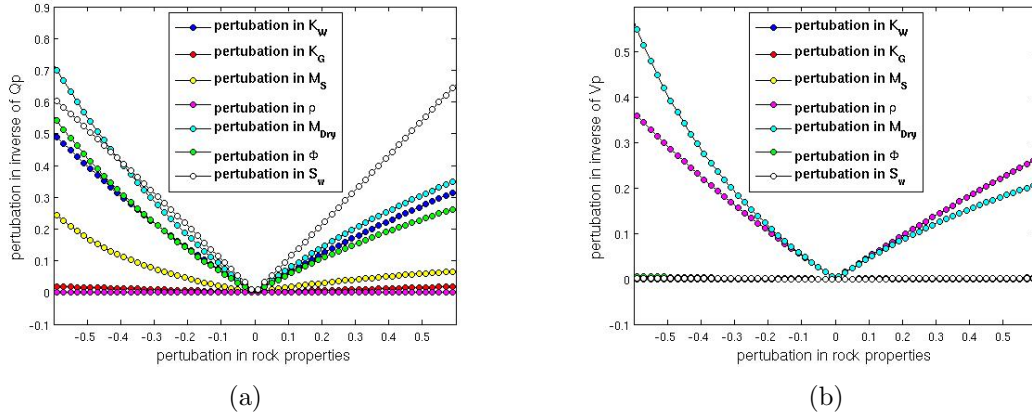 0.9
0.8
0.7
0.6
0.5
0.4
0.3
0.2
0.1
0
-0.1
pertubation in inverse of Qp
pertubation in K_W
pertubation in K_G
pertubation in M_S
pertubation in ρ
pertubation in M_Dry
pertubation in Φ
pertubation in S_w
-0.5 -0.4 -0.3 -0.2 -0.1 0 0.1 0.2 0.3 0.4 0.5
pertubation in rock properties
(a)
0.5
0.4
0.3
0.2
0.1
0
-0.1
pertubation in inverse of Vp
pertubation in K_W
pertubation in K_G
pertubation in M_S
pertubation in ρ
pertubation in M_Dry
pertubation in Φ
pertubation in S_w
-0.5 -0.4 -0.3 -0.2 -0.1 0 0.1 0.2 0.3 0.4 0.5
pertubation in rock properties
(b)